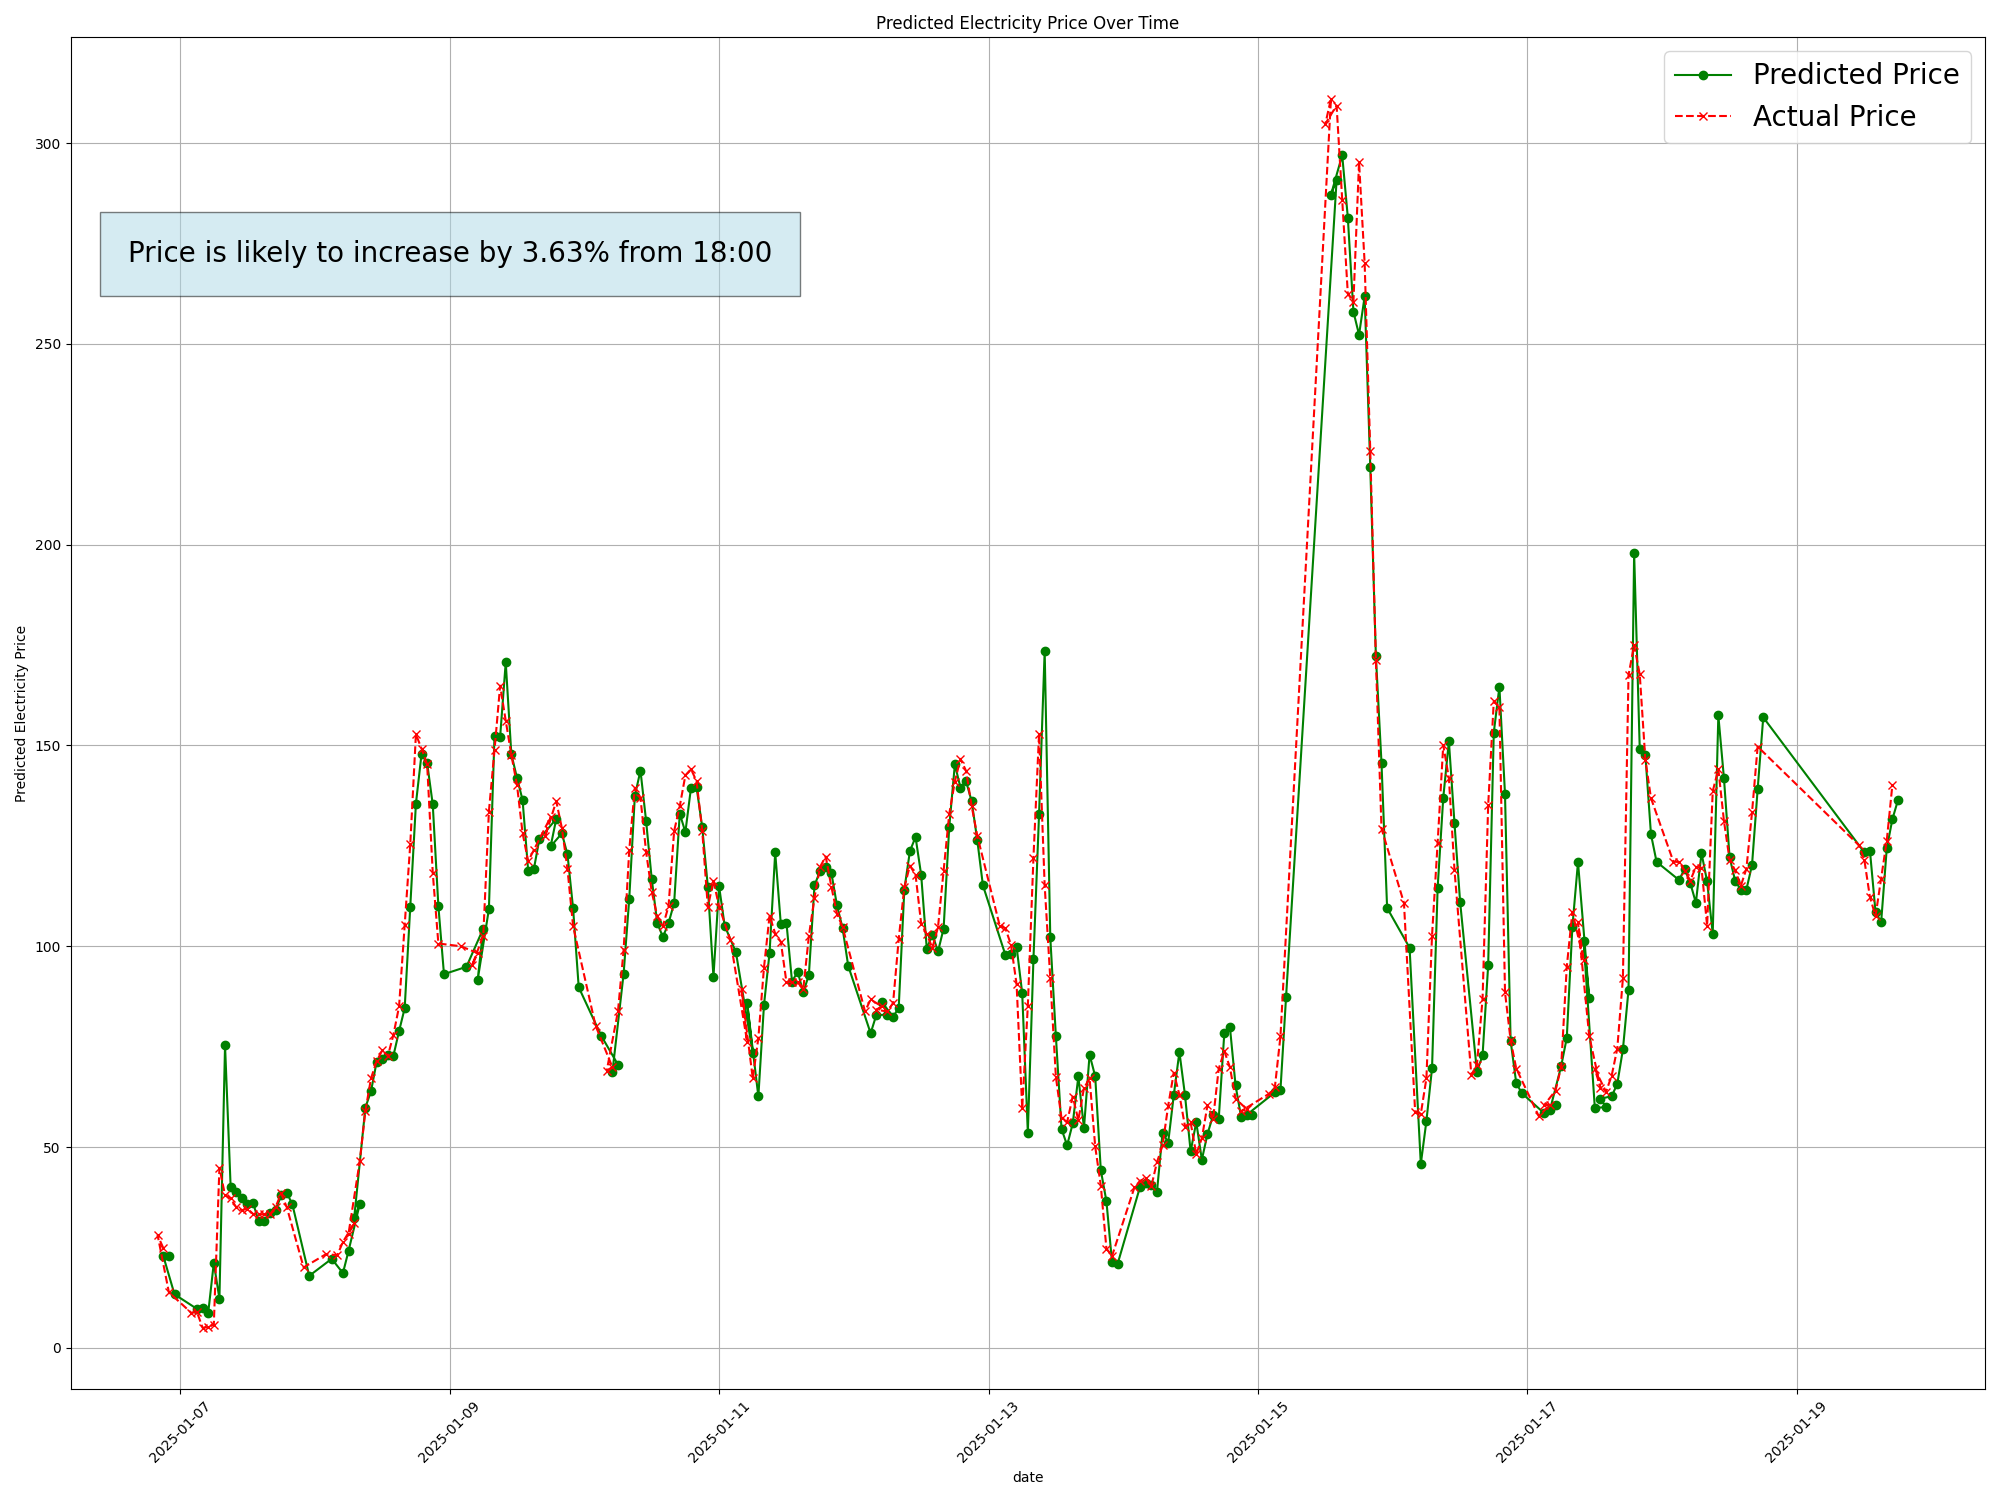 Predicted Electricity Price Over Time
Predicted Price
Actual Price
Price is likely to increase by 3.63% from 18:00
Predicted Electricity Price
300
250
200
150
100
50
0
2025-01-07
2025-01-09
2025-01-11
2025-01-13
2025-01-15
2025-01-17
2025-01-19
date